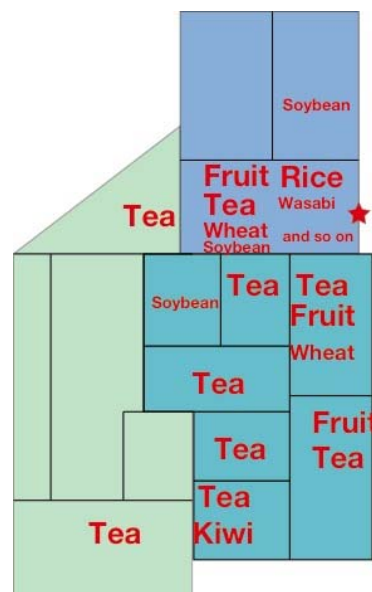 Soybean
Fruit Rice
Tea Wasabi
Wheat and so on
Soybean
Tea
Soybean Tea
Tea
Fruit
Wheat
Tea
Fruit
Tea
Tea
Tea
Kiwi
Tea